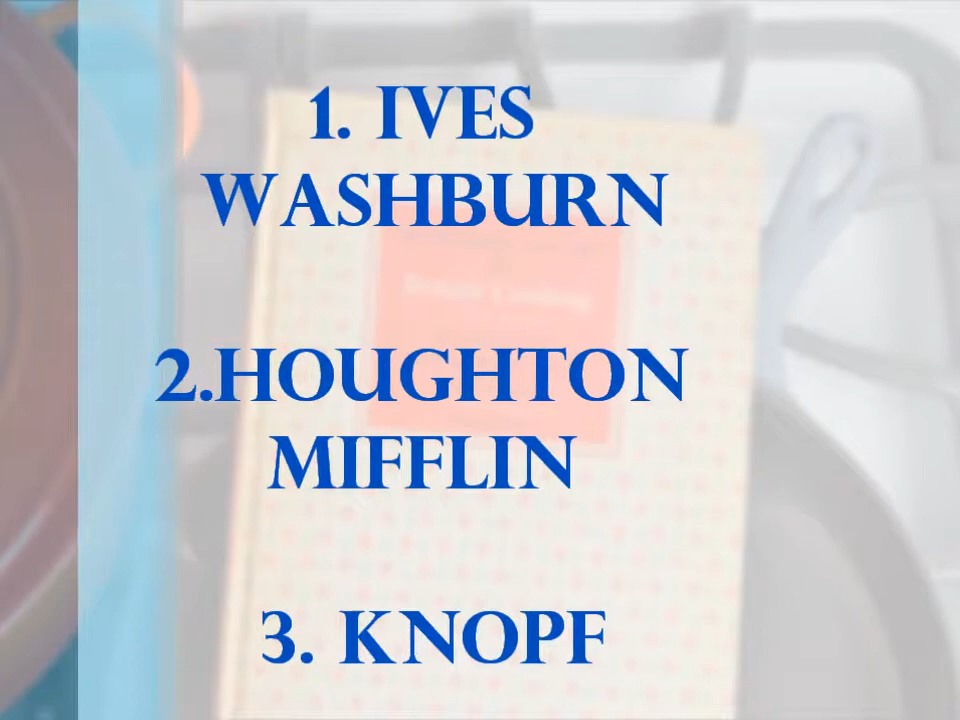 1. IVES
WASHBURN
2.HOUGHTON
MIFFLIN
3. KNOPF